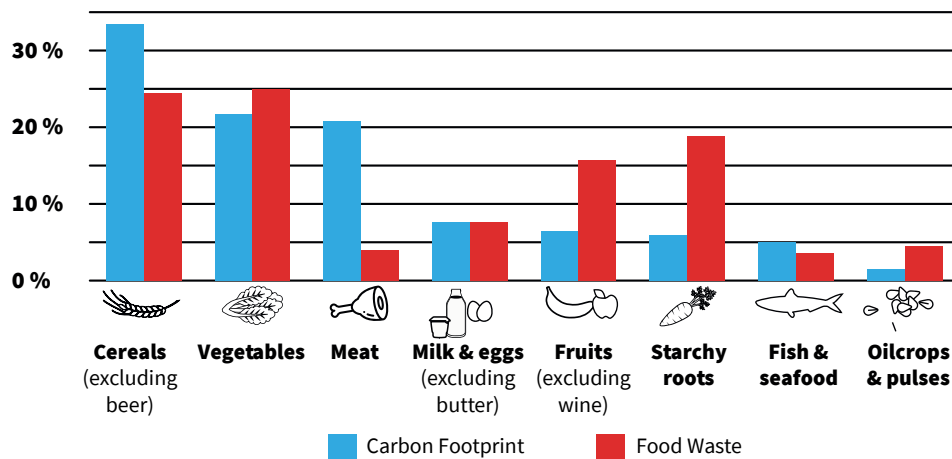 30 %
20 %
10 %
0 %
Cereals
(excluding
beer)
Vegetables
Meat
Milk & eggs
(excluding
butter)
Fruits
(excluding
wine)
Starchy
roots
Fish &
seafood
Oilcrops
& pulses
Carbon Footprint
Food Waste